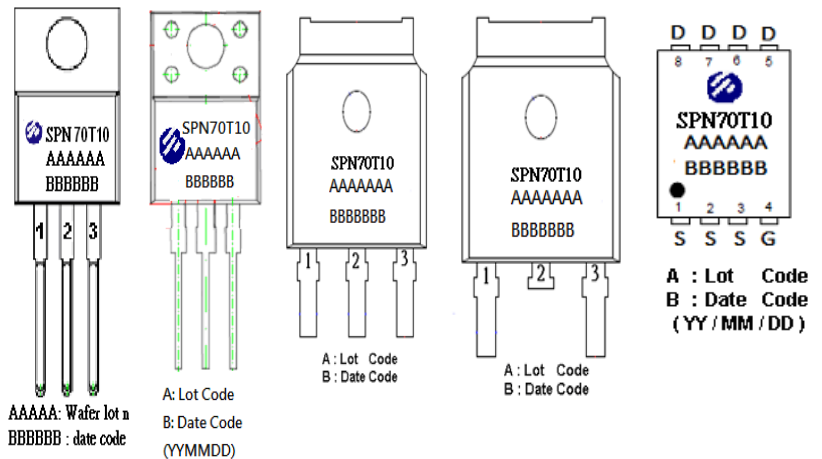 SPN70T10
AAAAAA
BBBBBB
1 2 3
AAAAA: Wafer lot n
BBBBBB : date code
SPN70T10
AAAAAA
BBBBBB
A: Lot Code
B: Date Code
(YYMMDD)
SPN70T10
AAAAAAA
BBBBBBB
1 2 3
A : Lot Code
B : Date Code
SPN70T10
AAAAAAA
BBBBBBB
1 2 3
A : Lot Code
B : Date Code
D D D D
8 7 6 5
SPN70T10
AAAAAA
BBBBBB
1 2 3 4
S S S G
A : Lot Code
B : Date Code
( YY / MM / DD )